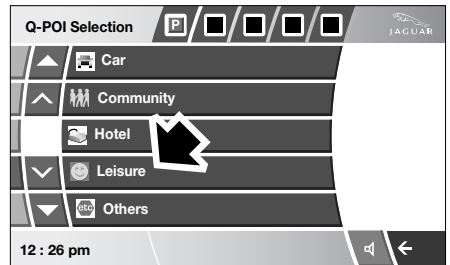 Q-POI Selection P JAGUAR
Car
Community
Hotel
Leisure
etc Others
12 : 26 pm